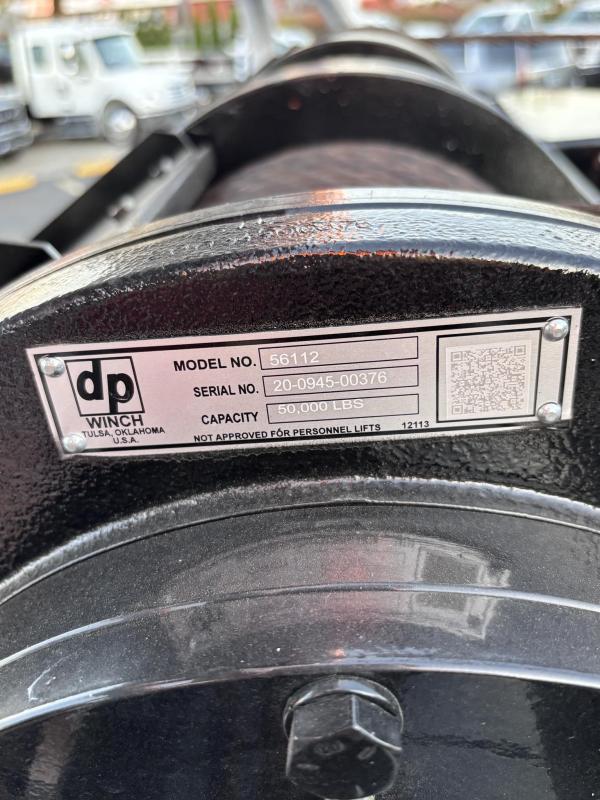 dp
WINCH
TULSA, OKLAHOMA
U.S.A.
MODEL NO. 56112
SERIAL NO. 20-0945-00376
CAPACITY 50,000 LBS
NOT APPROVED FOR PERSONNEL LIFTS 12113